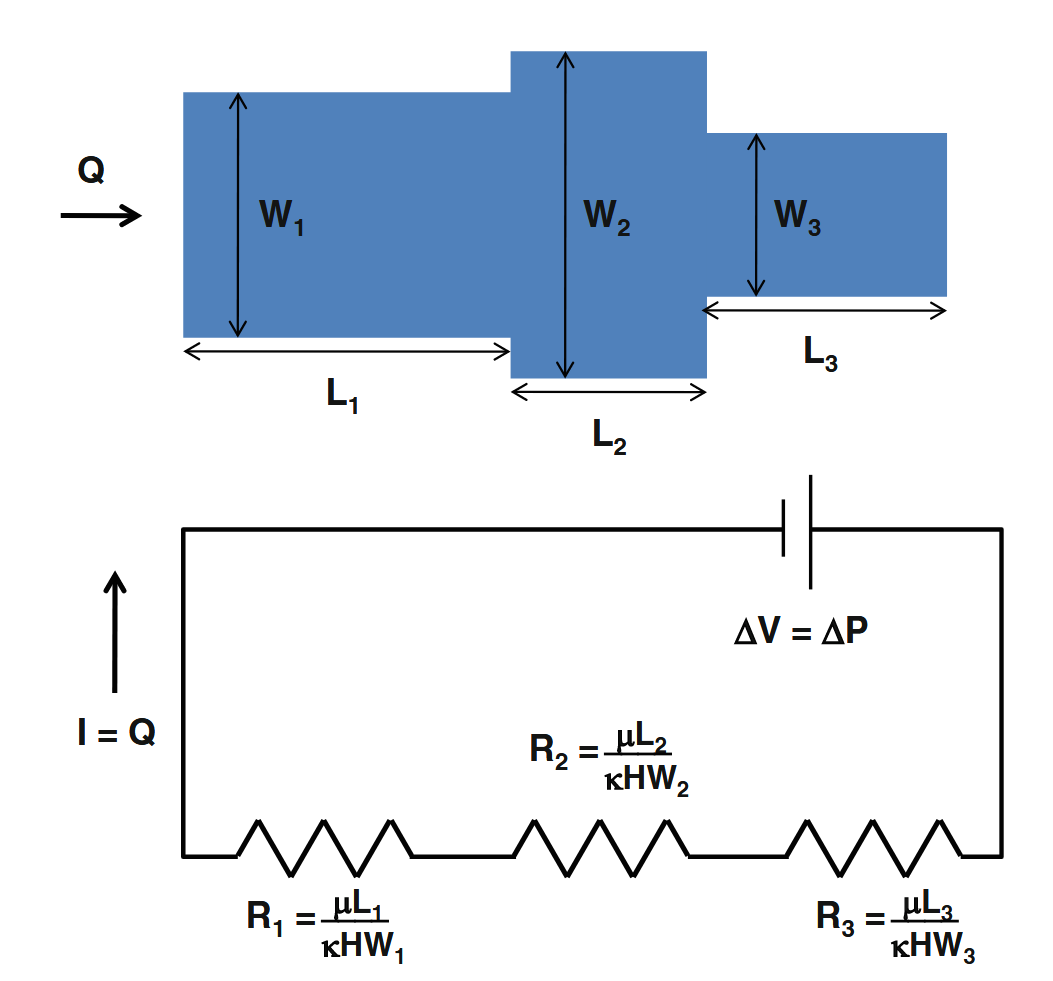 Q
W₁
W₂
W₃
L₁
L₂
L₃
ΔV = ΔP
I = Q
R₂ = μL₂ / κHW₂
R₁ = μL₁ / κHW₁
R₃ = μL₃ / κHW₃